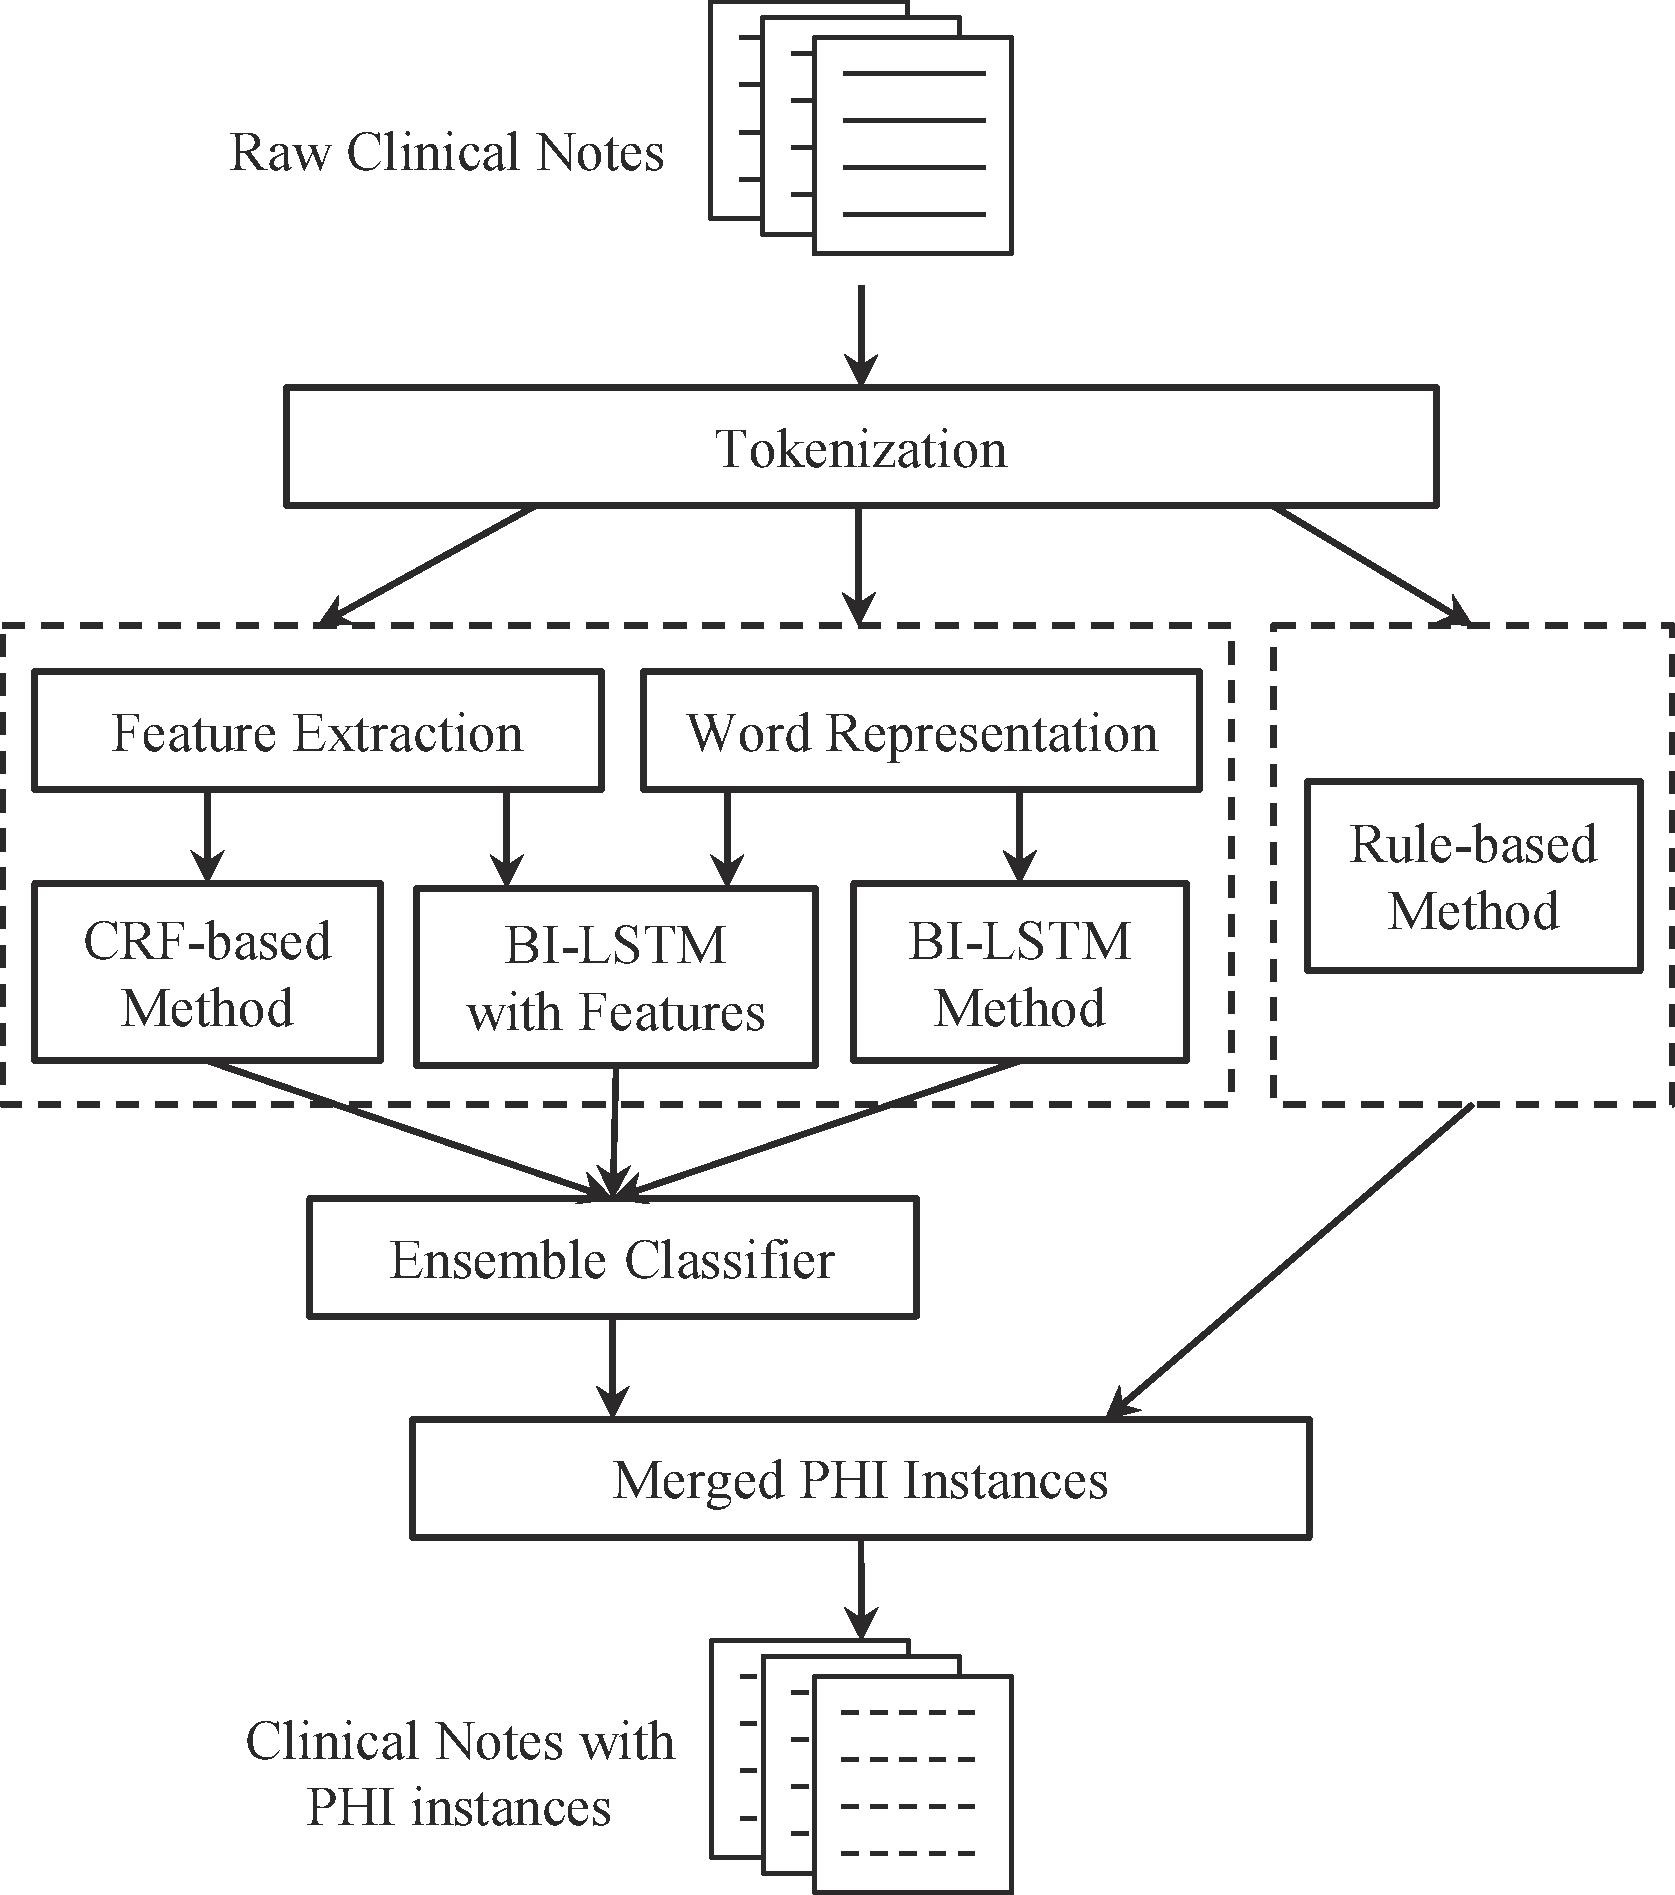 Raw Clinical Notes
Tokenization
Feature Extraction
Word Representation
CRF-based
Method
BI-LSTM
with Features
BI-LSTM
Method
Rule-based
Method
Ensemble Classifier
Merged PHI Instances
Clinical Notes with
PHI instances